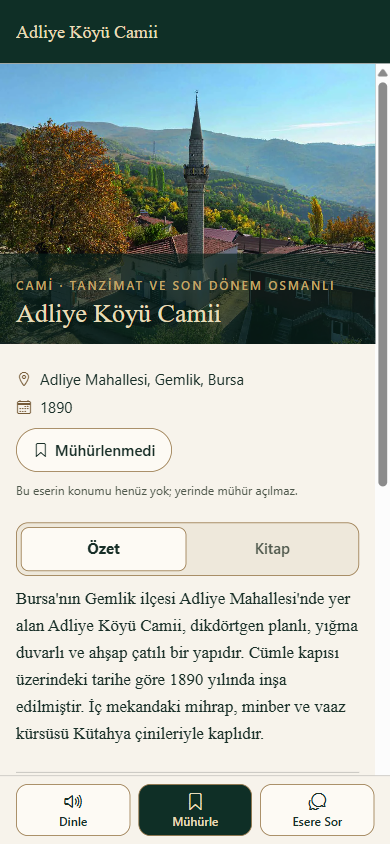 Adliye Köyü Camii
CAMİ · TANZİMAT VE SON DÖNEM OSMANLI
Adliye Köyü Camii
Adliye Mahallesi, Gemlik, Bursa
1890
Mühürlenmedi
Bu eserin konumu henüz yok; yerinde mühür açılmaz.
Özet
Kitap
Bursa'nın Gemlik ilçesi Adliye Mahallesi'nde yer
alan Adliye Köyü Camii, dikdörtgen planlı, yığma
duvarlı ve ahşap çatılı bir yapıdır. Cümle kapısı
üzerindeki tarihe göre 1890 yılında inşa
edilmiştir. İç mekandaki mihrap, minber ve vaaz
kürsüsü Kütahya çinileriyle kaplıdır.
Dinle
Mühürle
Esere Sor